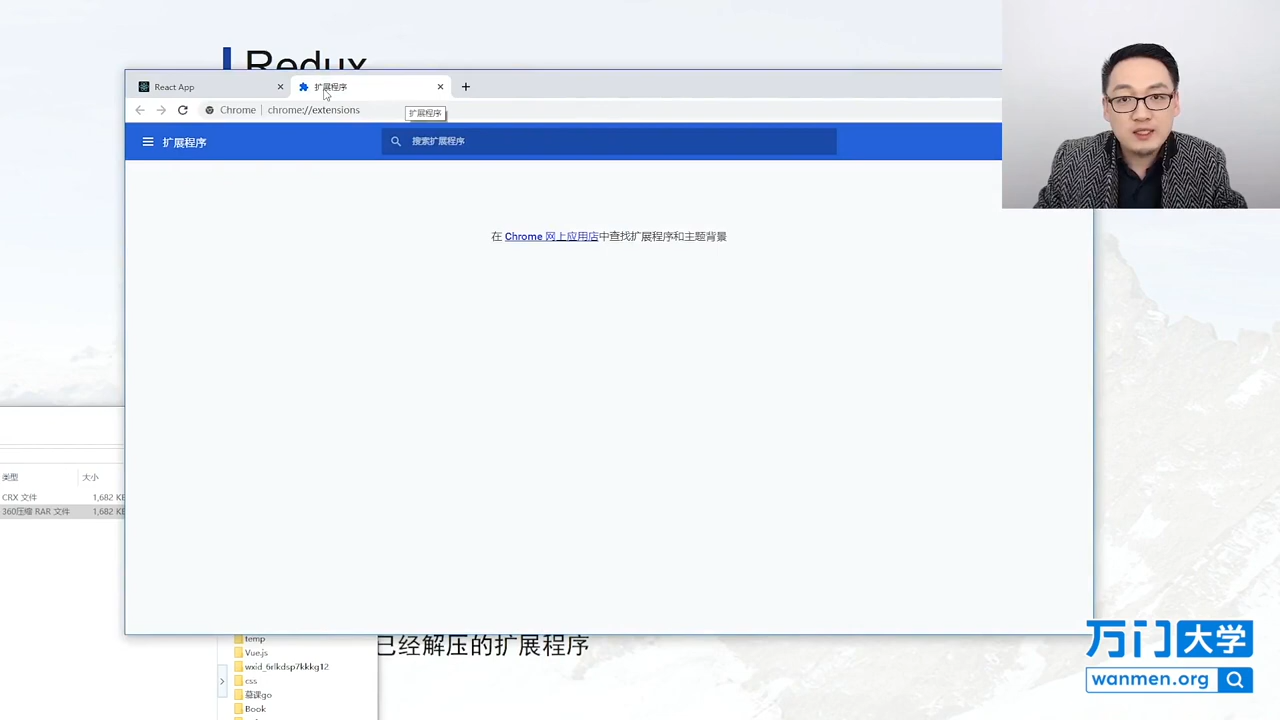 Redux
React App
扩展程序
Chrome
chrome://extensions
扩展程序
扩展程序
搜索扩展程序
在 Chrome 网上应用店中查找扩展程序和主题背景
类型
大小
CRX 文件
1,682 KB
360压缩 RAR 文件
1,682 KB
已经解压的扩展程序
temp
Vue.js
wxid_6rlkdsp7kkkg12
css
慕课go
Book
万门大学
wanmen.org